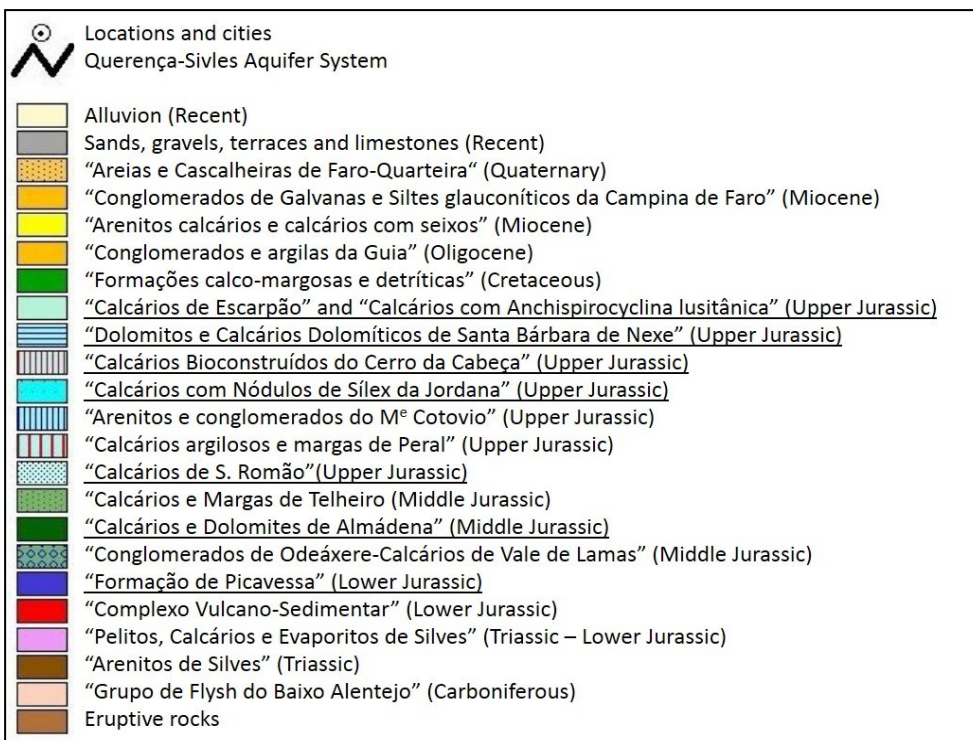 Locations and cities
Querença-Sivles Aquifer System
Alluvion (Recent)
Sands, gravels, terraces and limestones (Recent)
“Areias e Cascalheiras de Faro-Quarteira“ (Quaternary)
“Conglomerados de Galvanas e Siltes glauconíticos da Campina de Faro” (Miocene)
“Arenitos calcários e calcários com seixos” (Miocene)
“Conglomerados e argilas da Guia” (Oligocene)
“Formações calco-margosas e detríticas” (Cretaceous)
“Calcários de Escarpão” and “Calcários com Anchispirocyclina lusitânica” (Upper Jurassic)
“Dolomitos e Calcários Dolomíticos de Santa Bárbara de Nexe” (Upper Jurassic)
“Calcários Bioconstruídos do Cerro da Cabeça” (Upper Jurassic)
“Calcários com Nódulos de Sílex da Jordana” (Upper Jurassic)
“Arenitos e conglomerados do Mᵉ Cotovio” (Upper Jurassic)
“Calcários argilosos e margas de Peral” (Upper Jurassic)
“Calcários de S. Romão”(Upper Jurassic)
“Calcários e Margas de Telheiro (Middle Jurassic)
“Calcários e Dolomites de Almádena” (Middle Jurassic)
“Conglomerados de Odeáxere-Calcários de Vale de Lamas” (Middle Jurassic)
“Formação de Picavessa” (Lower Jurassic)
“Complexo Vulcano-Sedimentar” (Lower Jurassic)
“Pelitos, Calcários e Evaporitos de Silves” (Triassic – Lower Jurassic)
“Arenitos de Silves” (Triassic)
“Grupo de Flysh do Baixo Alentejo” (Carboniferous)
Eruptive rocks